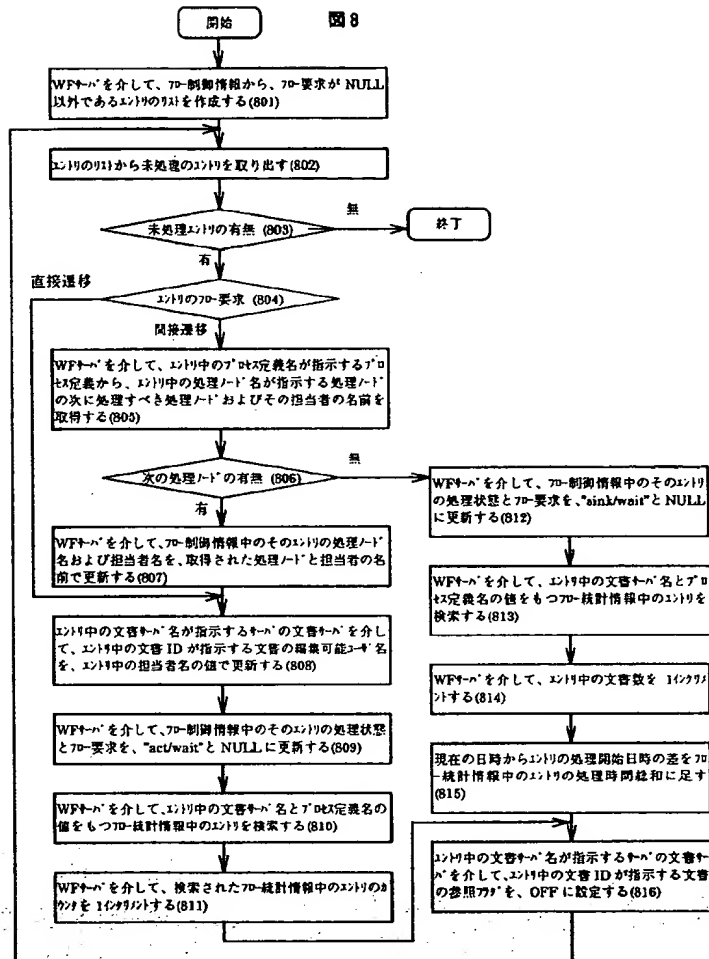 図8
開始
WFサーバを介して、フロー制御情報から、フロー要求が NULL
以外であるエントリのリストを作成する(801)
エントリのリストから未処理のエントリを取り出す(802)
未処理エントリの有無 (803)
無
終了
有
直接遷移
エントリのフロー要求 (804)
間接遷移
WFサーバを介して、エントリ中のプロセス定義名が指示するプロ
セス定義から、エントリ中の処理ノード名が指示する処理ノード
の次に処理すべき処理ノードおよびその担当者の名前を
取得する(805)
次の処理ノードの有無 (806)
無
有
WFサーバを介して、フロー制御情報中のそのエントリの処理ノード
名および担当者名を、取得された処理ノードと担当者の名
前で更新する(807)
エントリ中の文書サーバ名が指示するサーバの文書サーバを介し
て、エントリ中の文書 ID が指示する文書の編集可能ユーザ名
を、エントリ中の担当者名の値で更新する(808)
WFサーバを介して、フロー制御情報中のそのエントリの処理状態
とフロー要求を、"act/wait"と NULL に更新する(809)
WFサーバを介して、エントリ中の文書サーバ名とプロセス定義名の
値をもつフロー統計情報中のエントリを検索する(810)
WFサーバを介して、検索されたフロー統計情報中のエントリのカ
ウンタを 1インクリメントする(811)
WFサーバを介して、フロー制御情報中のそのエントリ
の処理状態とフロー要求を、"sink/wait"と NULL
に更新する(812)
WFサーバを介して、エントリ中の文書サーバ名とプロ
セス定義名の値をもつフロー統計情報中のエントリを
検索する(813)
WFサーバを介して、エントリ中の文書数を 1インクリメ
ントする(814)
現在の日時からエントリの処理開始日時の差をフロ
ー統計情報中のエントリの処理時間総和に足す
(815)
エントリ中の文書サーバ名が指示するサーバの文書サー
バを介して、エントリ中の文書 ID が指示する文書
の参照フラグを、OFF に設定する(816)